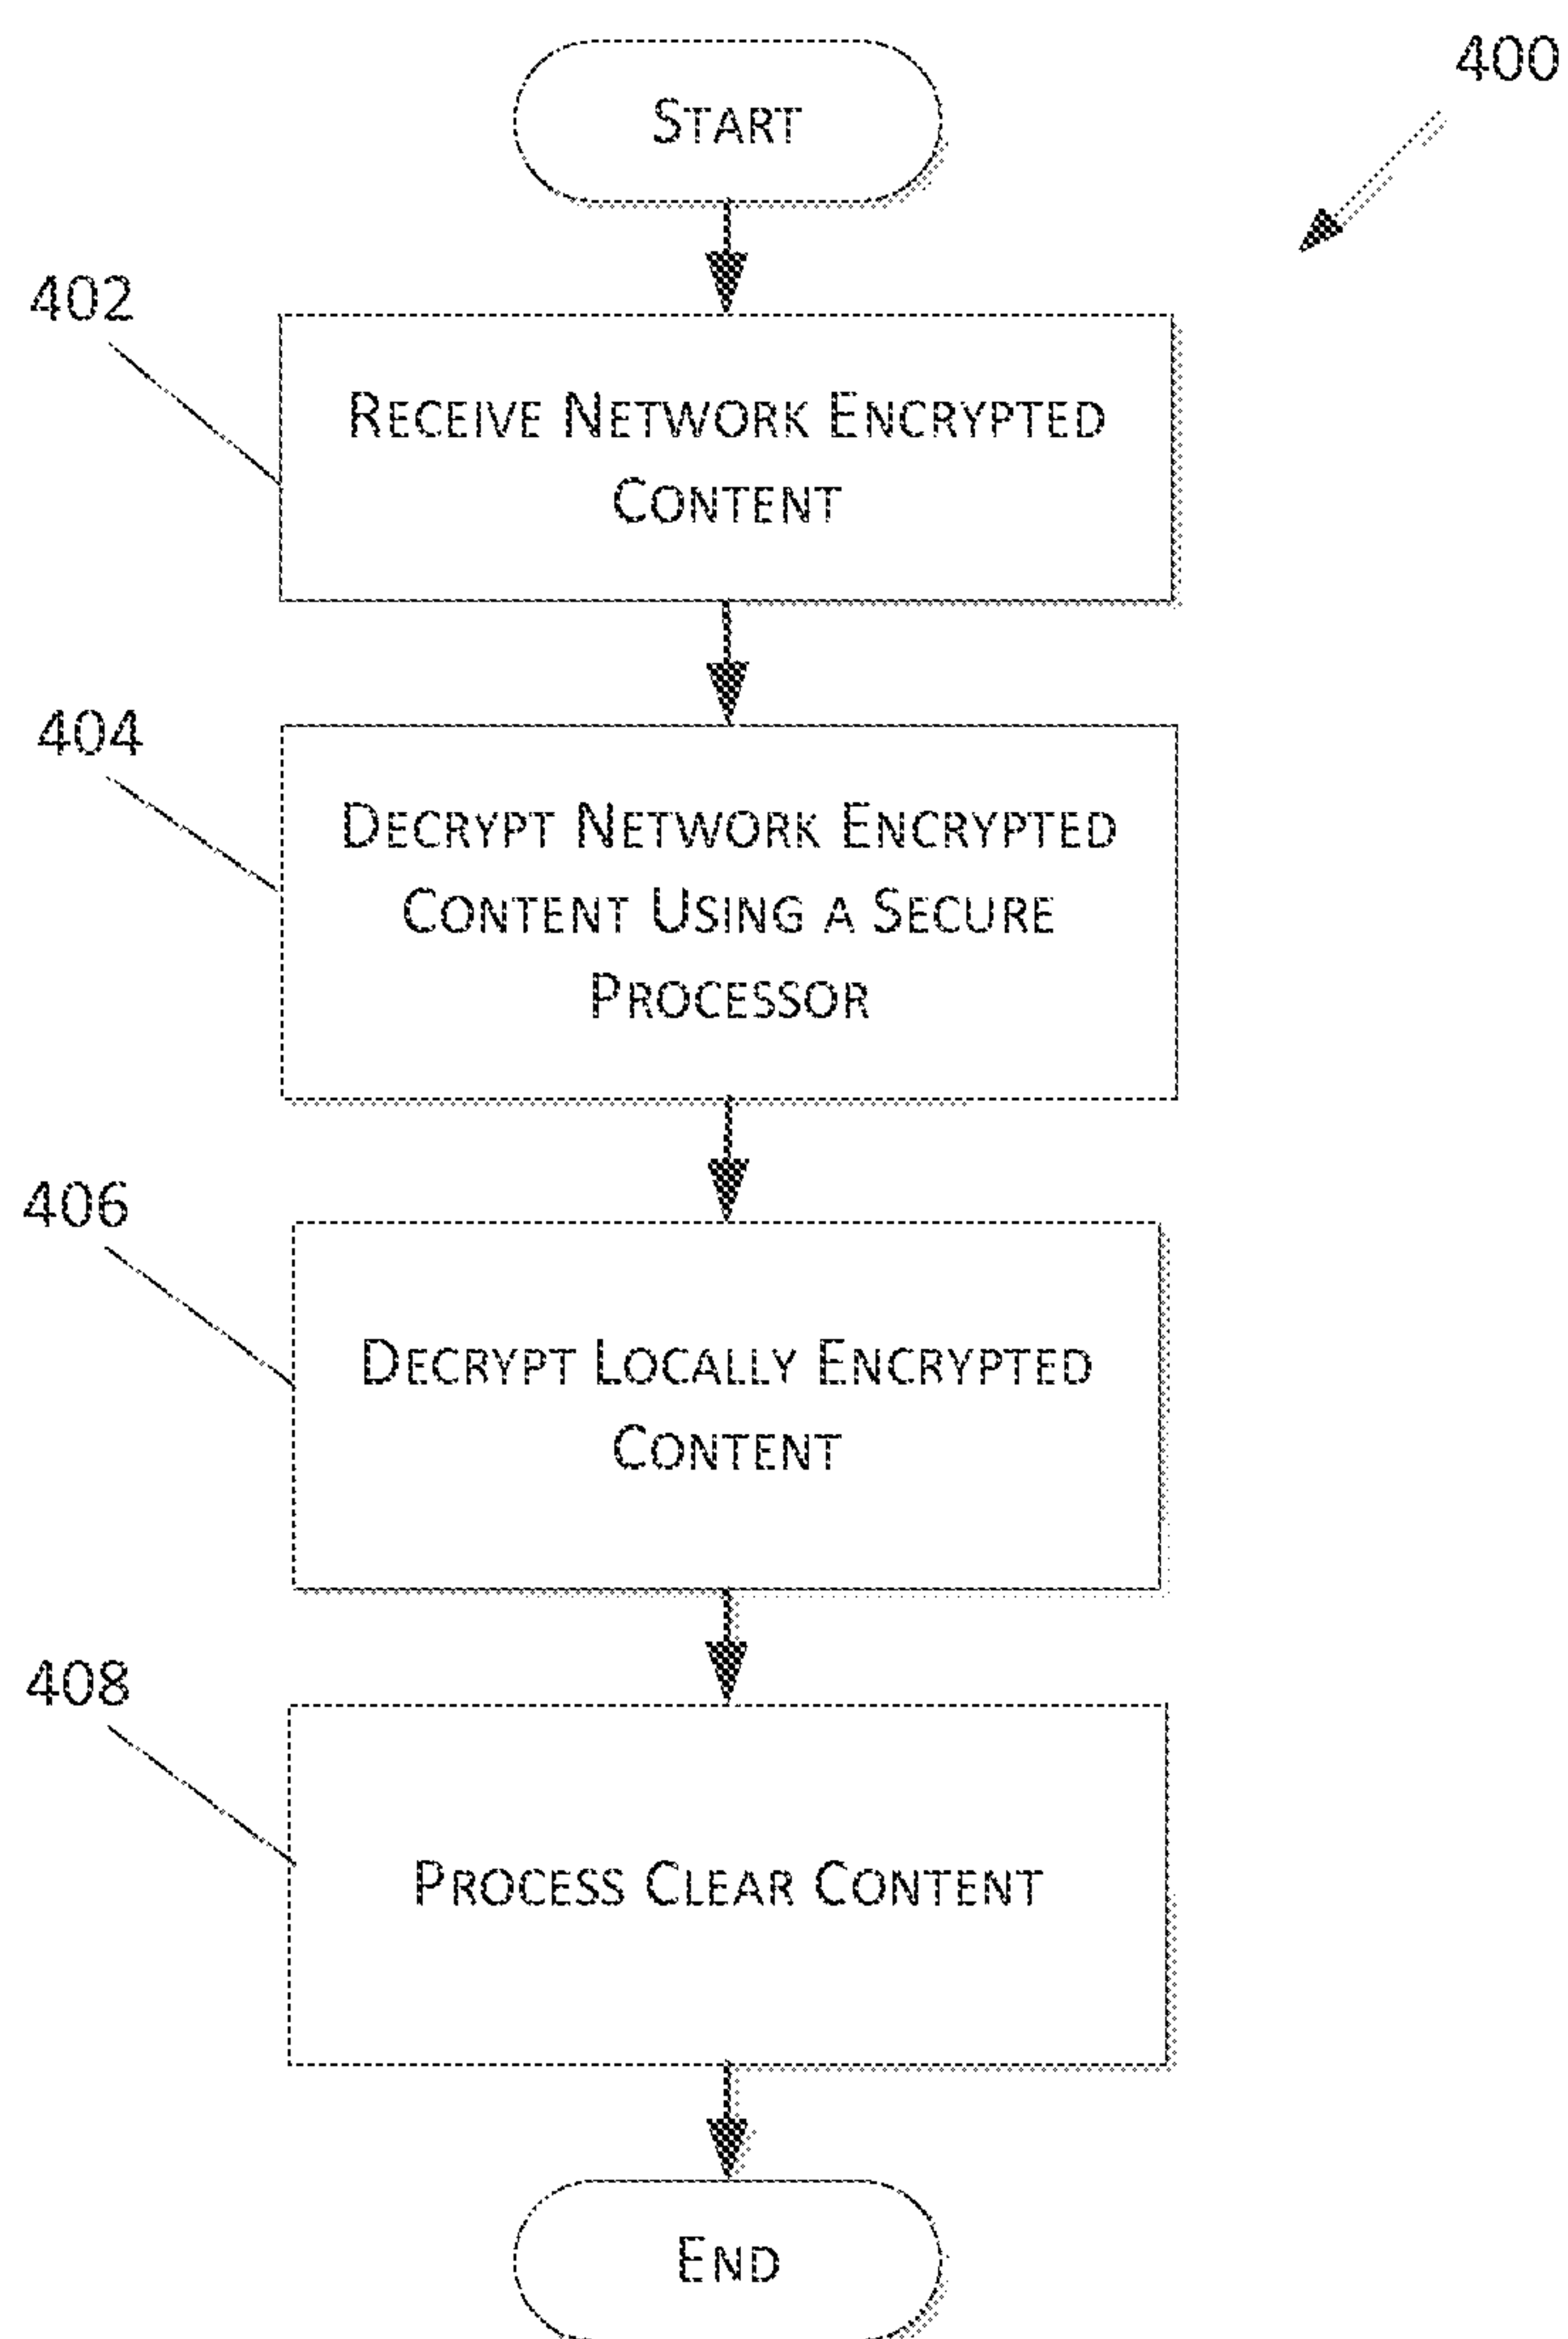 START
400
402
RECEIVE NETWORK ENCRYPTED
CONTENT
404
DECRYPT NETWORK ENCRYPTED
CONTENT USING A SECURE
PROCESSOR
406
DECRYPT LOCALLY ENCRYPTED
CONTENT
408
PROCESS CLEAR CONTENT
END